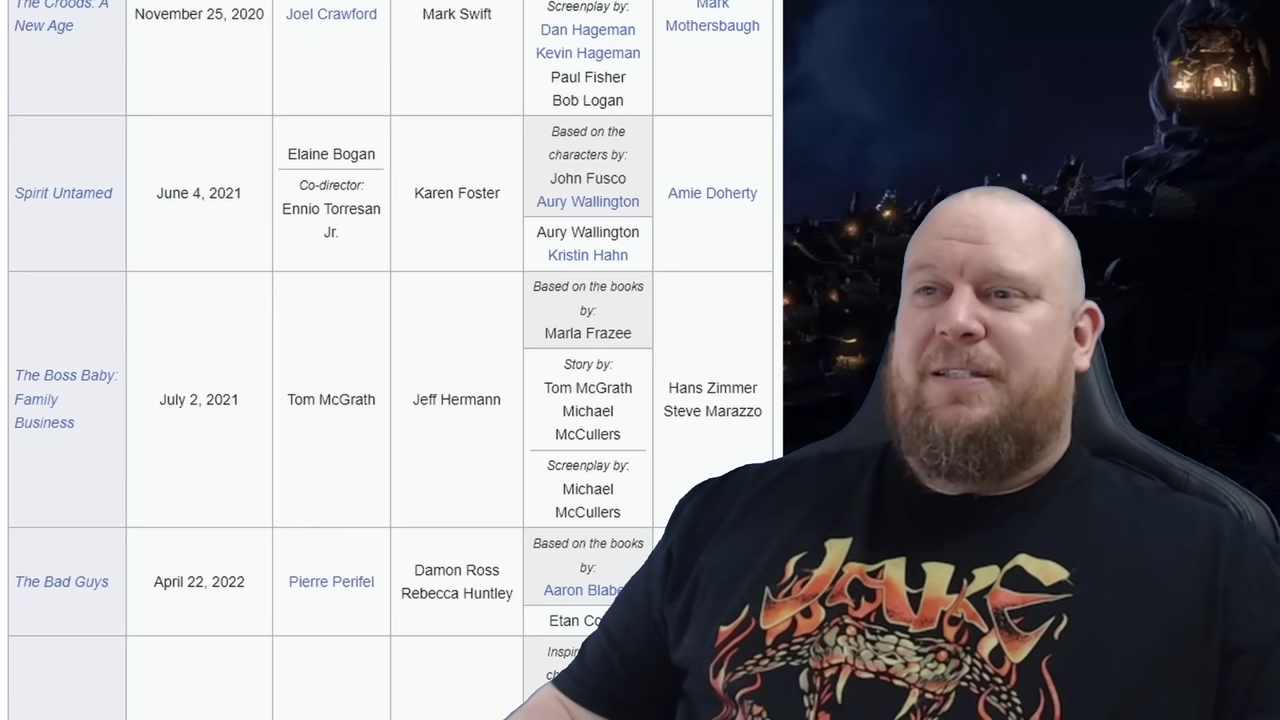 The Croods: A
New Age
November 25, 2020
Joel Crawford
Mark Swift
Screenplay by:
Dan Hageman
Kevin Hageman
Paul Fisher
Bob Logan
Mark
Mothersbaugh
Spirit Untamed
June 4, 2021
Elaine Bogan
Co-director:
Ennio Torresan
Jr.
Karen Foster
Based on the
characters by:
John Fusco
Aury Wallington
Aury Wallington
Kristin Hahn
Amie Doherty
The Boss Baby:
Family
Business
July 2, 2021
Tom McGrath
Jeff Hermann
Based on the books
by:
Marla Frazee
Story by:
Tom McGrath
Michael
McCullers
Screenplay by:
Michael
McCullers
Hans Zimmer
Steve Marazzo
The Bad Guys
April 22, 2022
Pierre Perifel
Damon Ross
Rebecca Huntley
Based on the books
by:
Aaron
Etan
JAKE